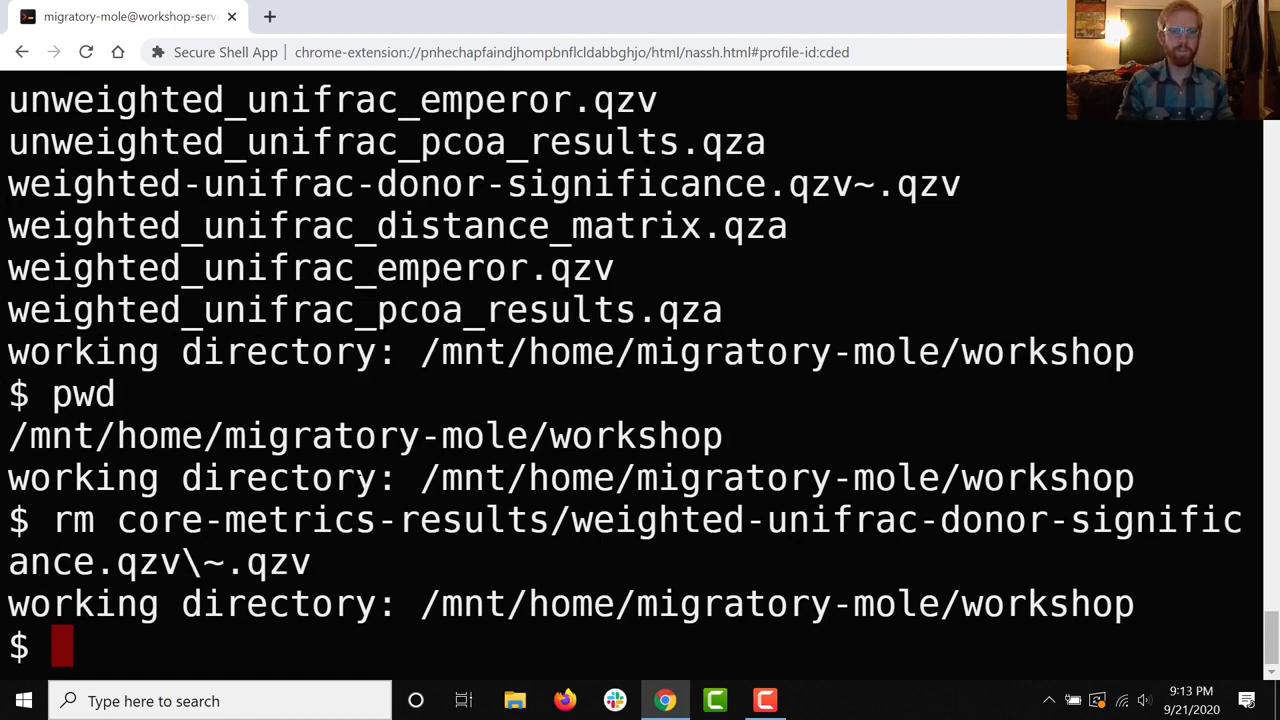 migratory-mole@workshop-serv
Secure Shell App
chrome-extension://pnhechapfaindjhompbnflcldabbghjo/html/nassh.html#profile-id:cded
unweighted_unifrac_emperor.qzv
unweighted_unifrac_pcoa_results.qza
weighted-unifrac-donor-significance.qzv~.qzv
weighted_unifrac_distance_matrix.qza
weighted_unifrac_emperor.qzv
weighted_unifrac_pcoa_results.qza
working directory: /mnt/home/migratory-mole/workshop
$ pwd
/mnt/home/migratory-mole/workshop
working directory: /mnt/home/migratory-mole/workshop
$ rm core-metrics-results/weighted-unifrac-donor-signific
ance.qzv\~.qzv
working directory: /mnt/home/migratory-mole/workshop
$
Type here to search
9:13 PM
9/21/2020